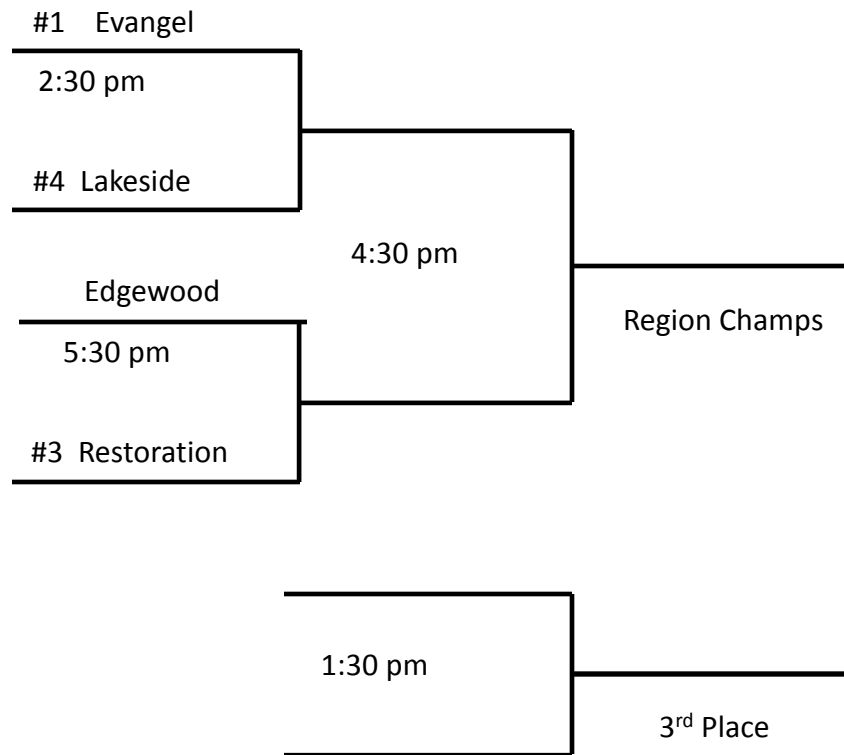 #1 Evangel
2:30 pm
#4 Lakeside
4:30 pm
Edgewood
Region Champs
5:30 pm
#3 Restoration
1:30 pm
3rd Place